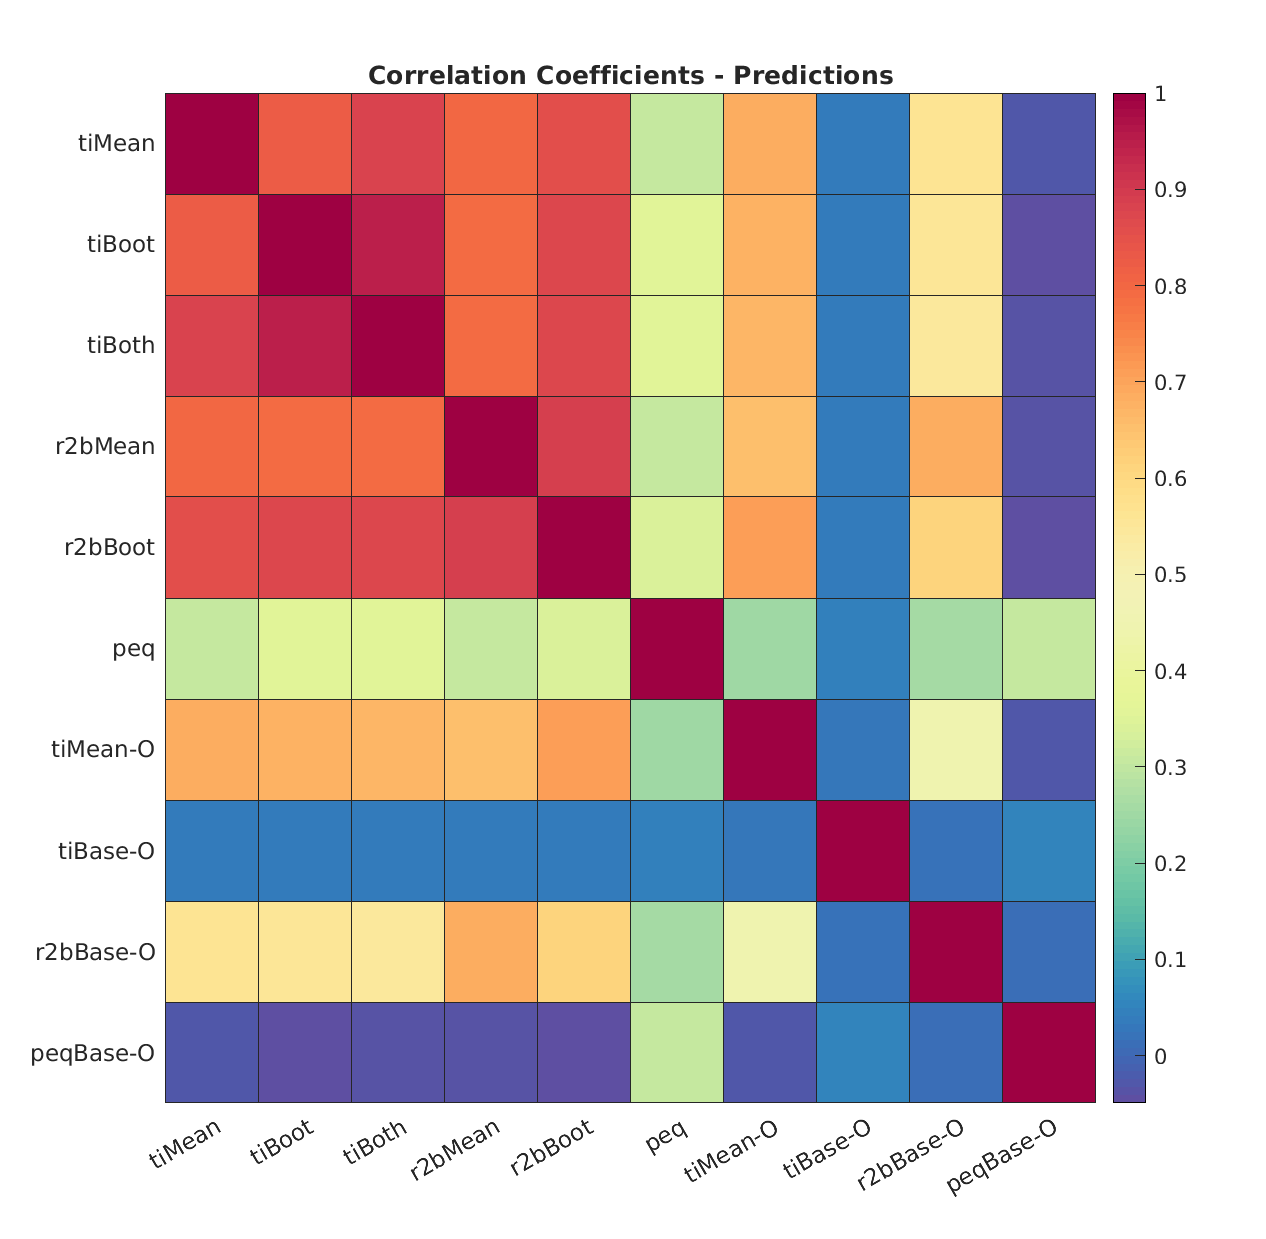 Correlation Coefficients - Predictions
tiMean
tiBoot
tiBoth
r2bMean
r2bBoot
peq
tiMean-O
tiBase-O
r2bBase-O
peqBase-O
tiMean
tiBoot
tiBoth
r2bMean
r2bBoot
peq
tiMean-O
tiBase-O
r2bBase-O
peqBase-O
1
0.9
0.8
0.7
0.6
0.5
0.4
0.3
0.2
0.1
0